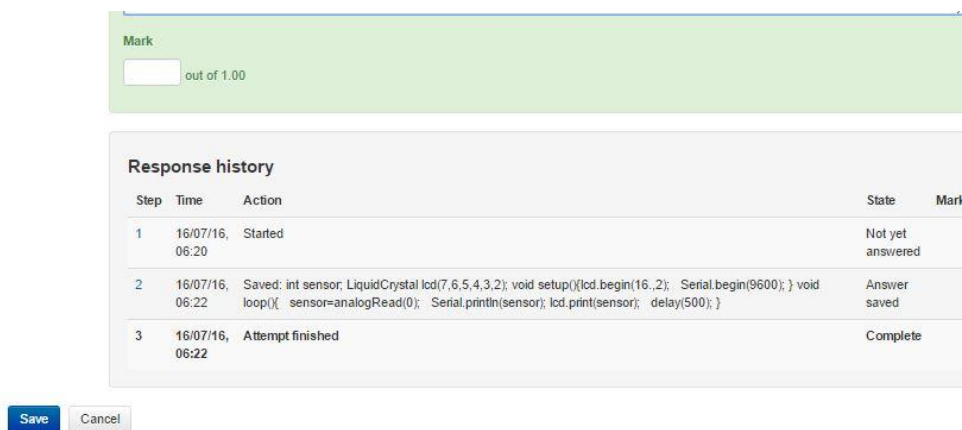 Mark
out of 1.00
Response history
Step Time Action State Mark
1 16/07/16, 06:20 Started Not yet answered
2 16/07/16, 06:22 Saved: int sensor; LiquidCrystal lcd(7,6,5,4,3,2); void setup(){lcd.begin(16.,2); Serial.begin(9600); } void loop(){ sensor=analogRead(0); Serial.println(sensor); lcd.print(sensor); delay(500); } Answer saved
3 16/07/16, 06:22 Attempt finished Complete
Save Cancel